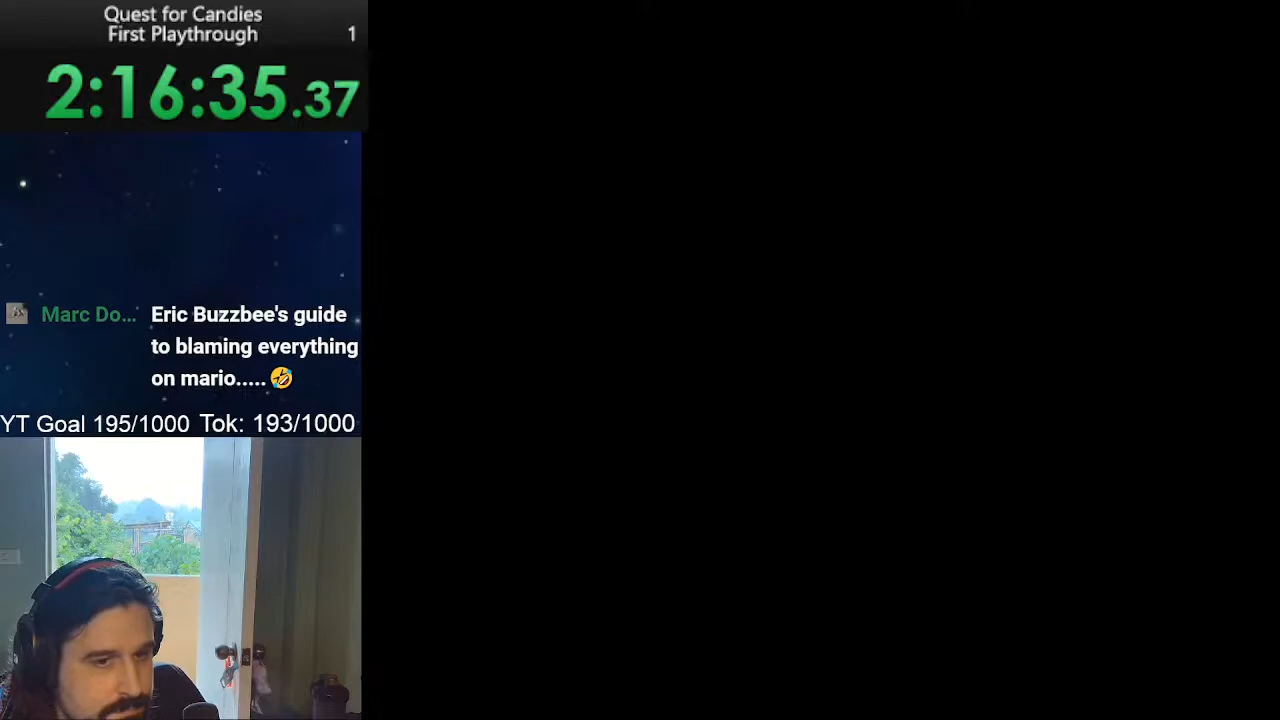 Quest for Candies
First Playthrough 1
2:16:35.37
Marc Do... Eric Buzzbee's guide
to blaming everything
on mario..... 🤣
YT Goal 195/1000 Tok: 193/1000